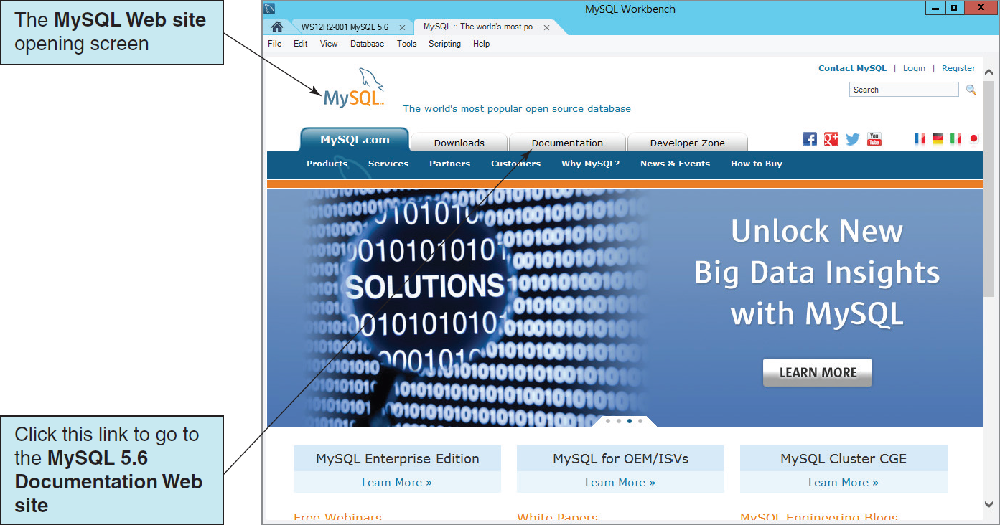 The MySQL Web site
opening screen
MySQL Workbench
WS12R2-001 MySQL 5.6
MySQL :: The world's most po...
File Edit View Database Tools Scripting Help
Contact MySQL | Login | Register
MySQL™
Search
The world's most popular open source database
MySQL.com Downloads Documentation Developer Zone
You Tube
Products Services Partners Customers Why MySQL? News & Events How to Buy
SOLUTIONS
Unlock New
Big Data Insights
with MySQL
LEARN MORE
Click this link to go to
the MySQL 5.6
Documentation Web
site
MySQL Enterprise Edition
Learn More »
MySQL for OEM/ISVs
Learn More »
MySQL Cluster CGE
Learn More »
Free Webinars
White Papers
MySQL Engineering Blogs